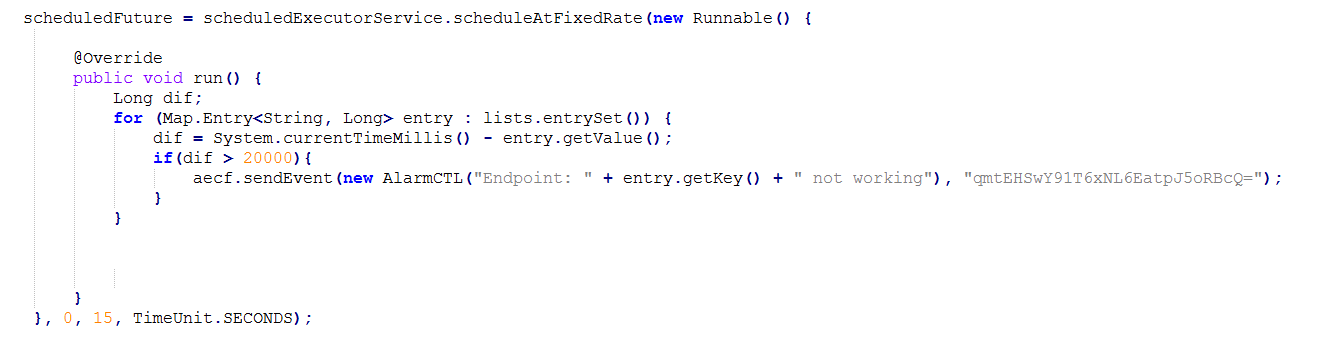 scheduledFuture = scheduledExecutorService.scheduleAtFixedRate(new Runnable() {
@Override
public void run() {
Long dif;
for (Map.Entry<String, Long> entry : lists.entrySet()) {
dif = System.currentTimeMillis() - entry.getValue();
if(dif > 20000){
aecf.sendEvent(new AlarmCTL("Endpoint: " + entry.getKey() + " not working"), "qmtEHSwY91T6xNL6EatpJ5oRBcQ=");
}
}
}
}, 0, 15, TimeUnit.SECONDS);